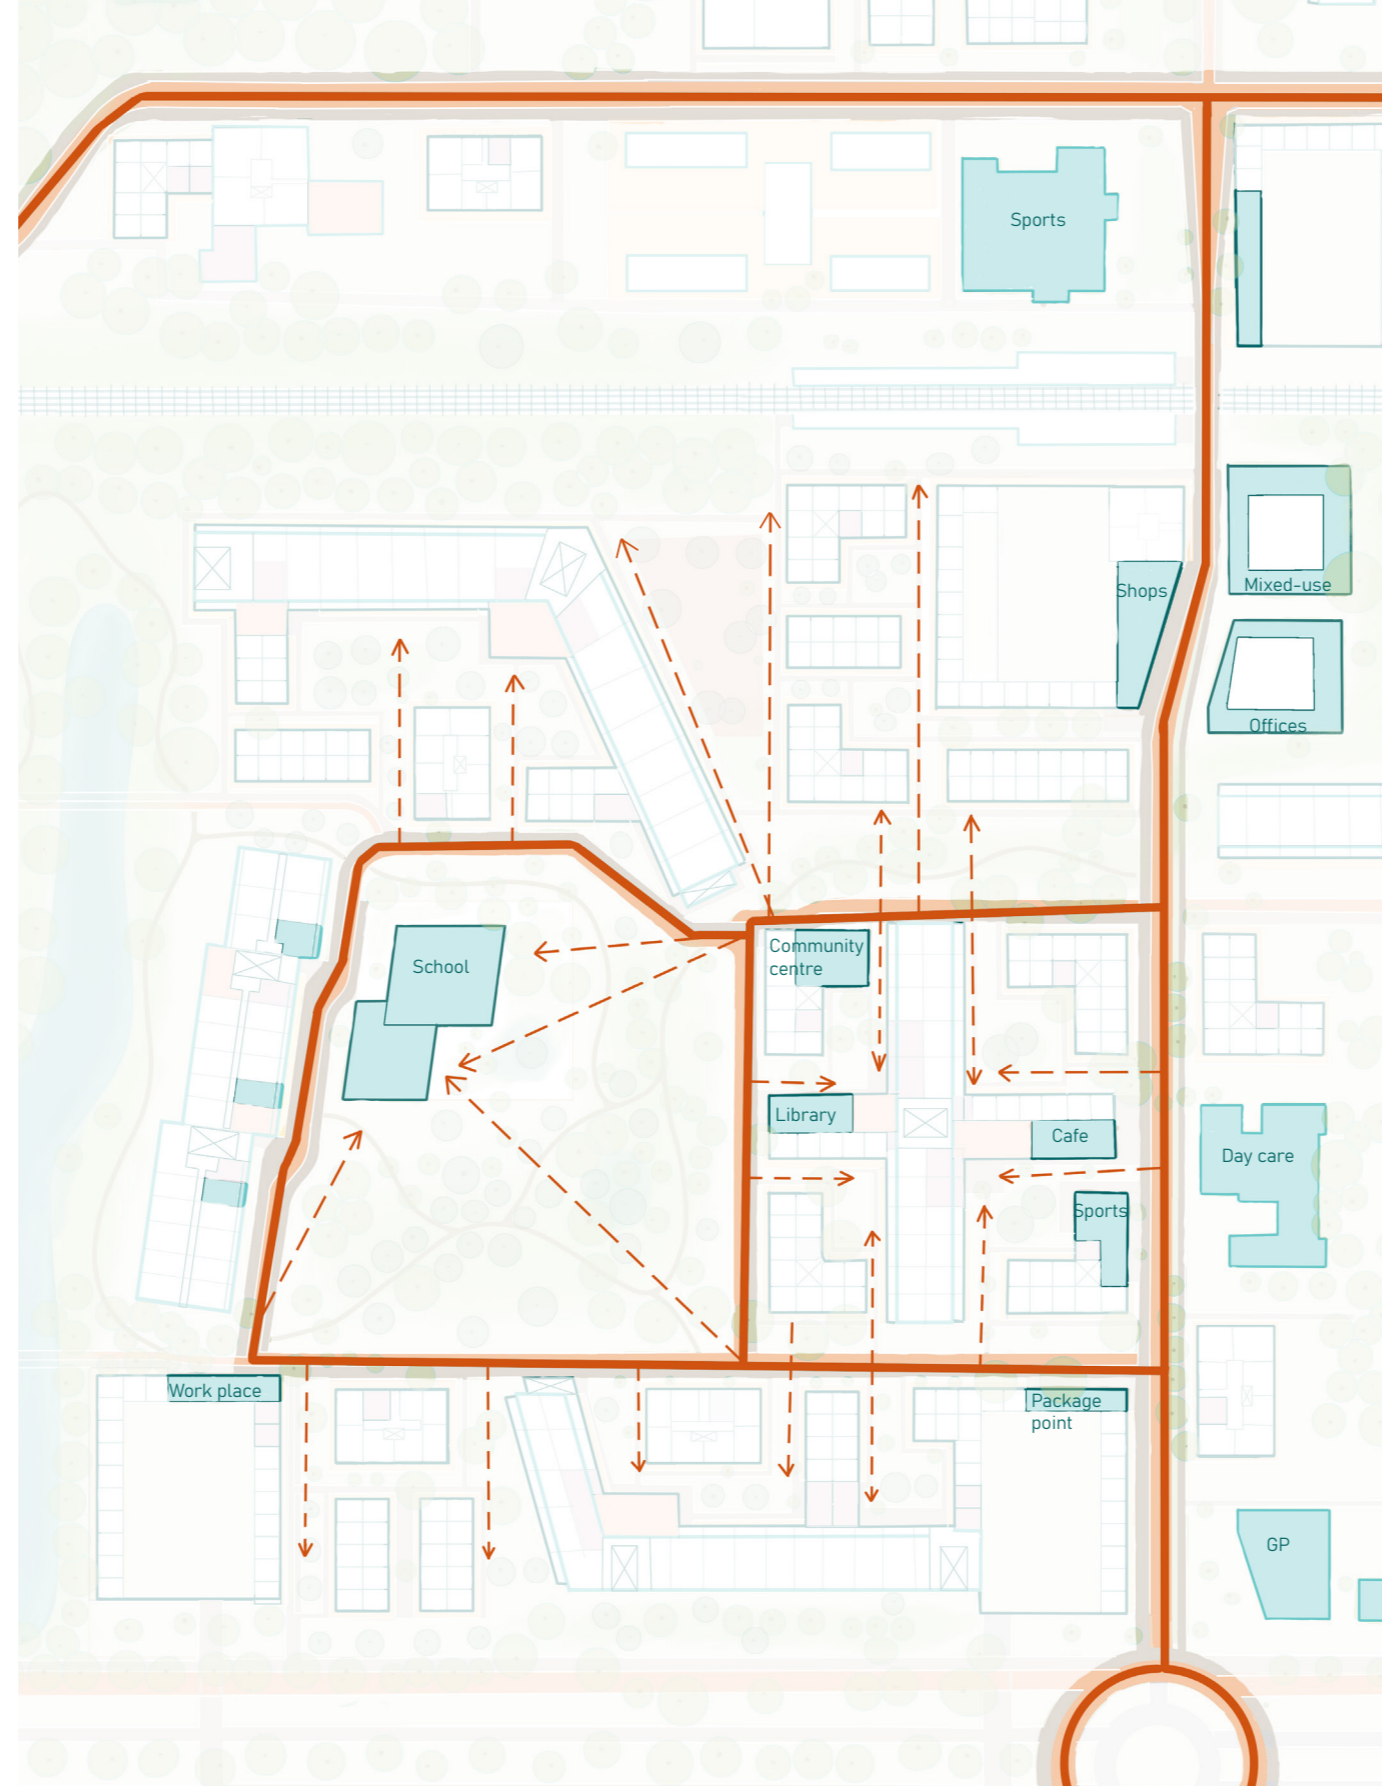 Sports
Mixed-use
Shops
Offices
Community
centre
School
Library
Cafe
Day care
Sports
Work place
Package
point
GP